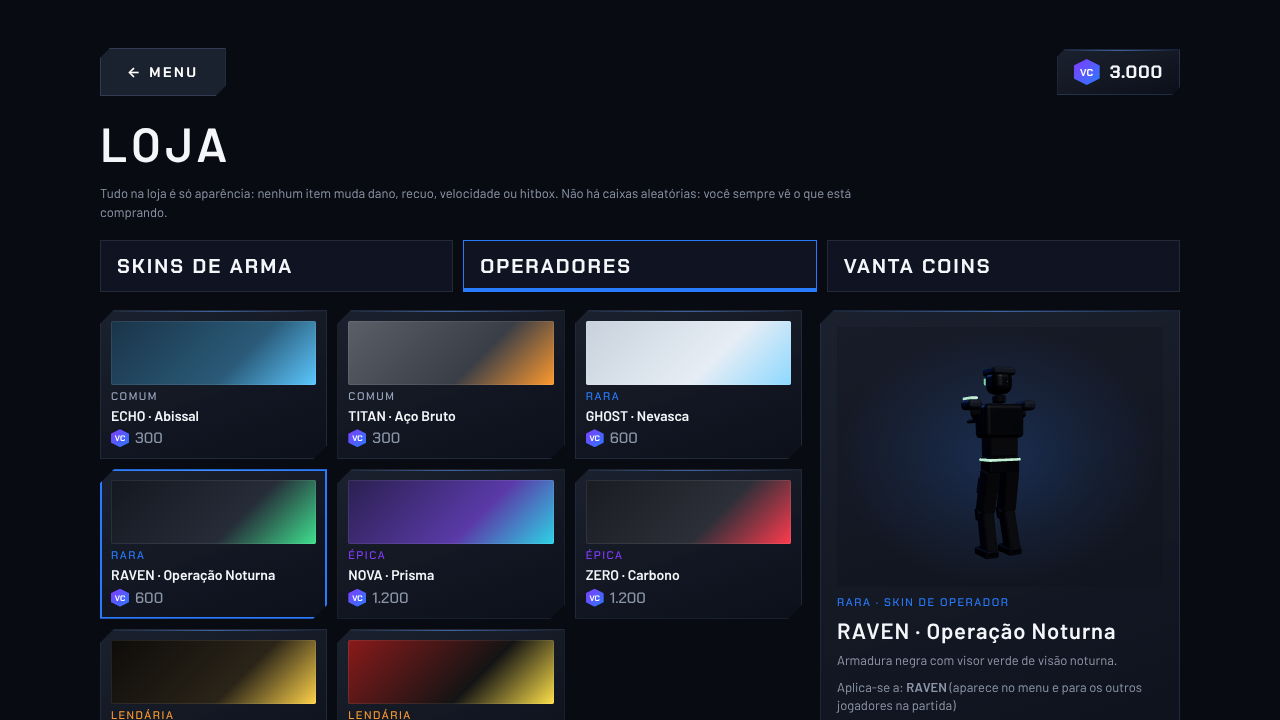 ← MENU
VC 3.000
LOJA
Tudo na loja é só aparência: nenhum item muda dano, recuo, velocidade ou hitbox. Não há caixas aleatórias: você sempre vê o que está
comprando.
SKINS DE ARMA
OPERADORES
VANTA COINS
COMUM
ECHO · Abissal
VC 300
COMUM
TITAN · Aço Bruto
VC 300
RARA
GHOST · Nevasca
VC 600
RARA
RAVEN · Operação Noturna
VC 600
ÉPICA
NOVA · Prisma
VC 1.200
ÉPICA
ZERO · Carbono
VC 1.200
LENDÁRIA
LENDÁRIA
RARA · SKIN DE OPERADOR
RAVEN · Operação Noturna
Armadura negra com visor verde de visão noturna.
Aplica-se a: RAVEN (aparece no menu e para os outros
jogadores na partida)